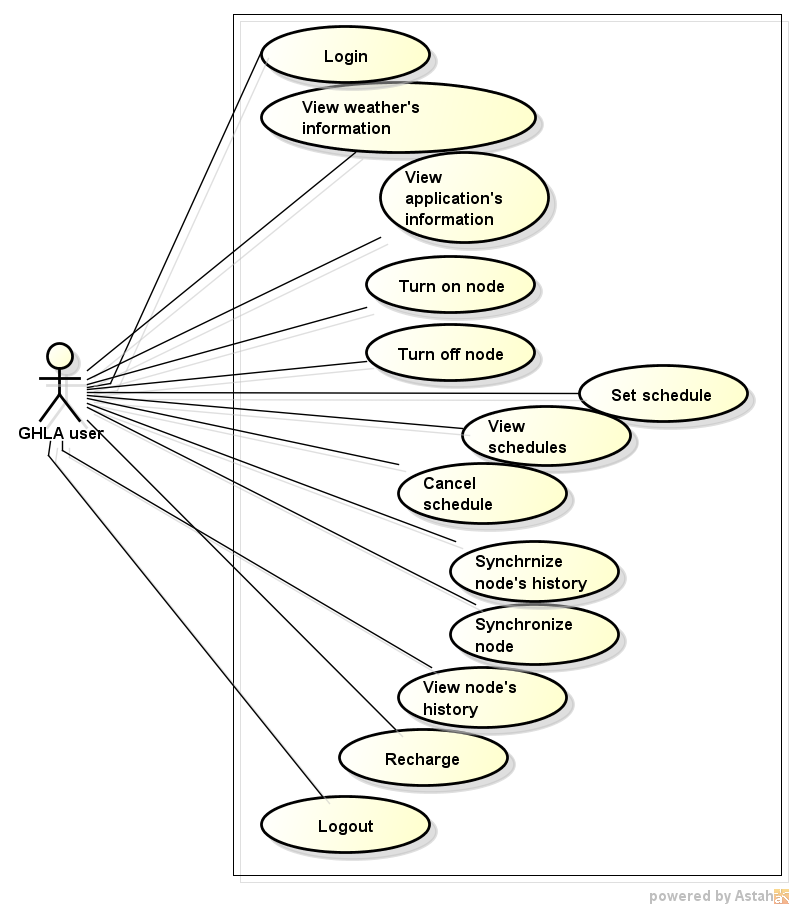 Login
View weather's
information
View
application's
information
Turn on node
Turn off node
Set schedule
GHLA user
View
schedules
Cancel
schedule
Synchrnize
node's history
Synchronize
node
View node's
history
Recharge
Logout
powered by Astah